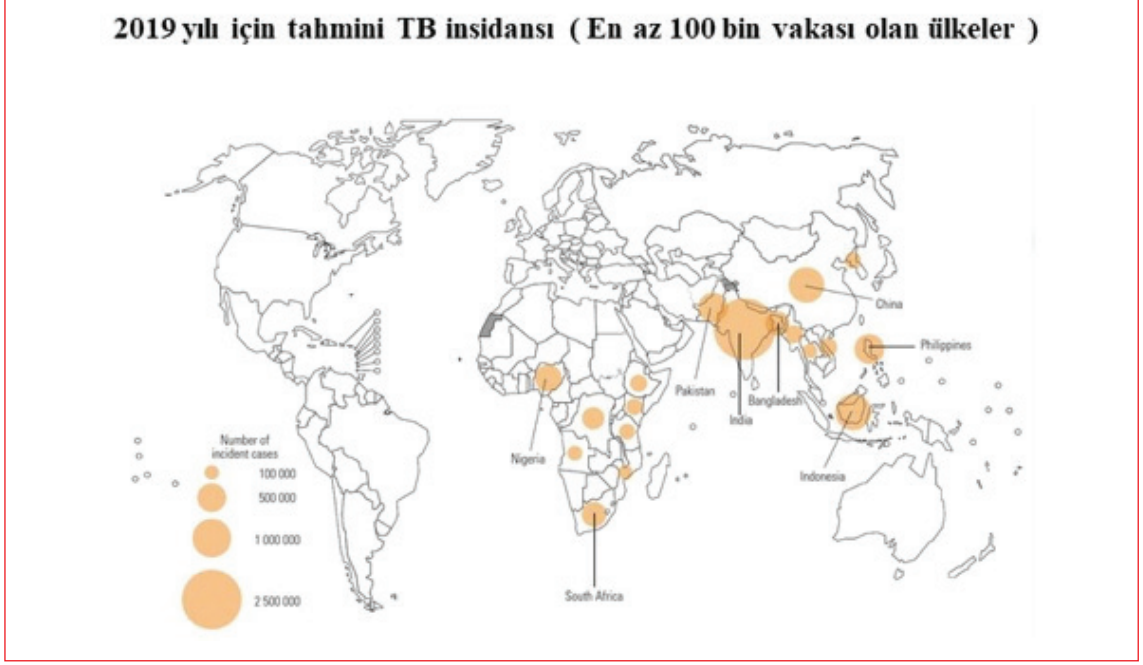 2019 yılı için tahmini TB insidansı ( En az 100 bin vakası olan ülkeler )
China
Philippines
Pakistan
Bangladesh
India
Nigeria
Indonesia
South Africa
Number of
incident cases
100 000
500 000
1 000 000
2 500 000